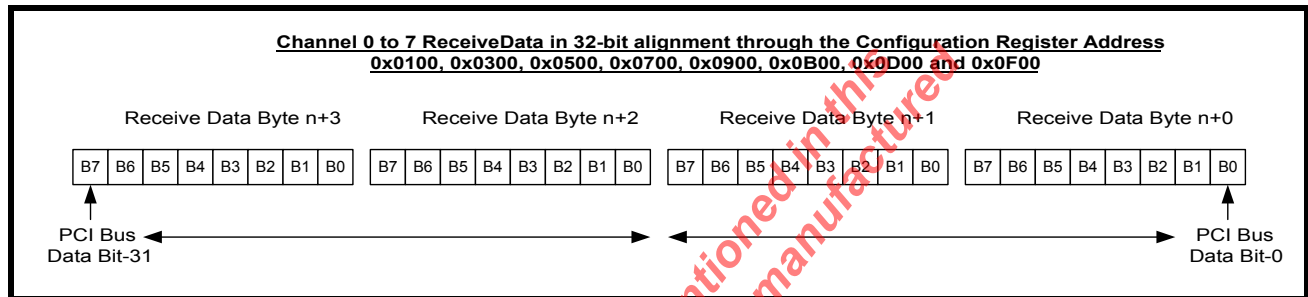 Channel 0 to 7 ReceiveData in 32-bit alignment through the Configuration Register Address
0x0100, 0x0300, 0x0500, 0x0700, 0x0900, 0x0B00, 0x0D00 and 0x0F00
Receive Data Byte n+3 Receive Data Byte n+2 Receive Data Byte n+1 Receive Data Byte n+0
B7 B6 B5 B4 B3 B2 B1 B0 B7 B6 B5 B4 B3 B2 B1 B0 B7 B6 B5 B4 B3 B2 B1 B0 B7 B6 B5 B4 B3 B2 B1 B0
PCI Bus PCI Bus
Data Bit-31 Data Bit-0
in this
manufactured